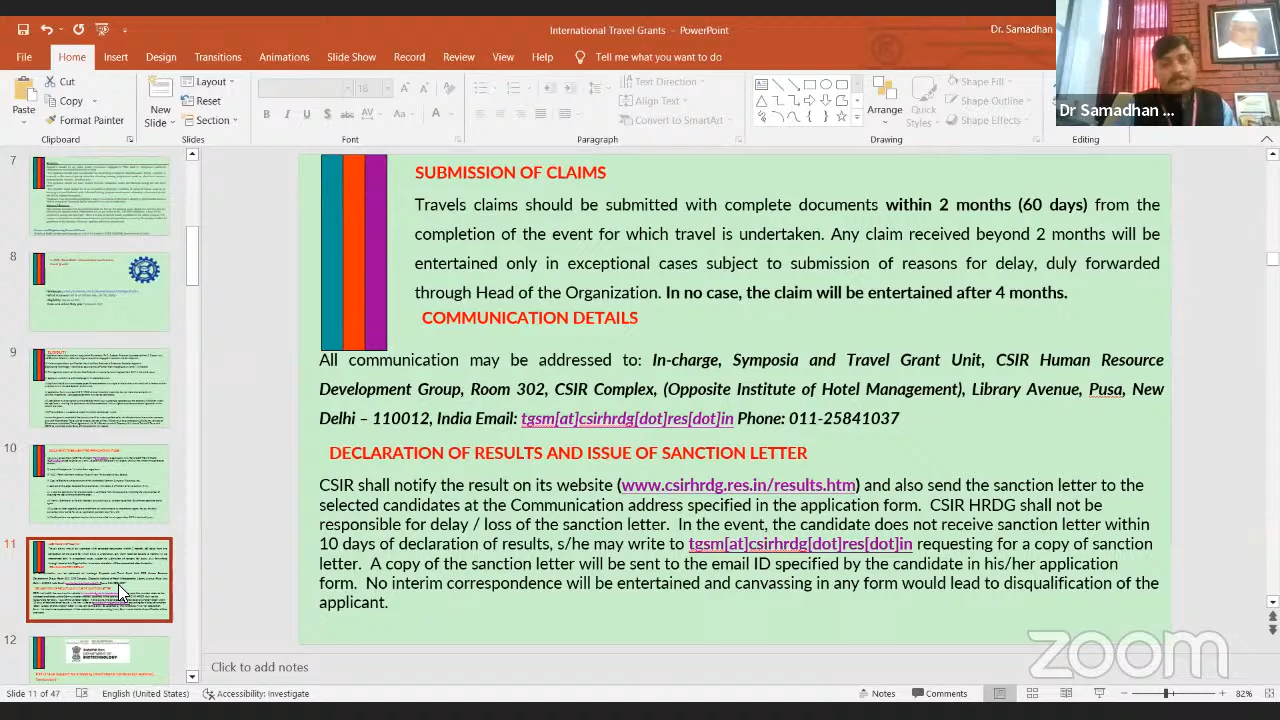 International Travel Grants - PowerPoint
Dr. Samadhan
File Home Insert Design Transitions Animations Slide Show Record Review View Help Tell me what you want to do
Paste
Cut
Copy
Format Painter
Clipboard
New
Slide
Layout
Reset
Section
Slides
18
Font
Text Direction
Align Text
Convert to SmartArt
Paragraph
Arrange
Quick
Styles
Shape Fill
Shape Outline
Shape Effects
Drawing
Editing
Dr Samadhan ...
7
8
9
10
11
12
SUBMISSION OF CLAIMS
Travels claims should be submitted with complete documents within 2 months (60 days) from the
completion of the event for which travel is undertaken. Any claim received beyond 2 months will be
entertained only in exceptional cases subject to submission of reasons for delay, duly forwarded
through Head of the Organization. In no case, the claim will be entertained after 4 months.
COMMUNICATION DETAILS
All communication may be addressed to: In-charge, Symposia and Travel Grant Unit, CSIR Human Resource
Development Group, Room 302, CSIR Complex, (Opposite Institute of Hotel Management), Library Avenue, Pusa, New
Delhi – 110012, India Email: tgsm[at]csirhrdg[dot]res[dot]in Phone: 011-25841037
DECLARATION OF RESULTS AND ISSUE OF SANCTION LETTER
CSIR shall notify the result on its website (www.csirhrdg.res.in/results.htm) and also send the sanction letter to the
selected candidates at the Communication address specified in the application form. CSIR HRDG shall not be
responsible for delay / loss of the sanction letter. In the event, the candidate does not receive sanction letter within
10 days of declaration of results, s/he may write to tgsm[at]csirhrdg[dot]res[dot]in requesting for a copy of sanction
letter. A copy of the sanction letter will be sent to the email ID specified by the candidate in his/her application
form. No interim correspondence will be entertained and canvassing in any form would lead to disqualification of the
applicant.
zoom
Click to add notes
Slide 11 of 47 English (United States) Accessibility: Investigate Notes Comments 82%